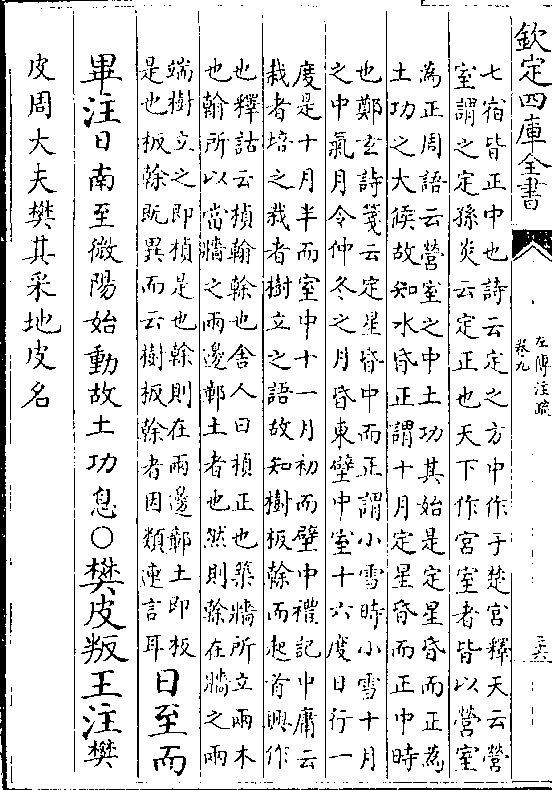 欽定四庫全書
左傳注疏
卷九
七宿皆正中也詩云定之方中作于楚宮釋天云營
室謂之定孫炎云定正也天下作宮室者皆以營室
為正周語云營室之中土功其始是定星昏而正為
土功之大候故知水昏正謂十月定星昏而正中時
也鄭玄詩箋云定星昏中而正謂小雪時小雪十月
之中氣月令仲冬之月昏東壁中室十六度日行一
度是十月半而室中十一月初而壁中禮記中庸云
栽者培之栽者樹立之語故知樹板榦而起首興作
也釋詁云楨翰榦也舍人曰楨正也築牆所立兩木
也翰所以當牆之兩邊鄣土者也然則榦在牆之兩
端樹立之即楨是也榦則在兩邊鄣土即板
是也板榦既異而云樹板榦者因類連言耳
日至而
畢注日南至微陽始動故土功息○樊皮叛王注樊
皮周大夫樊其采地皮名